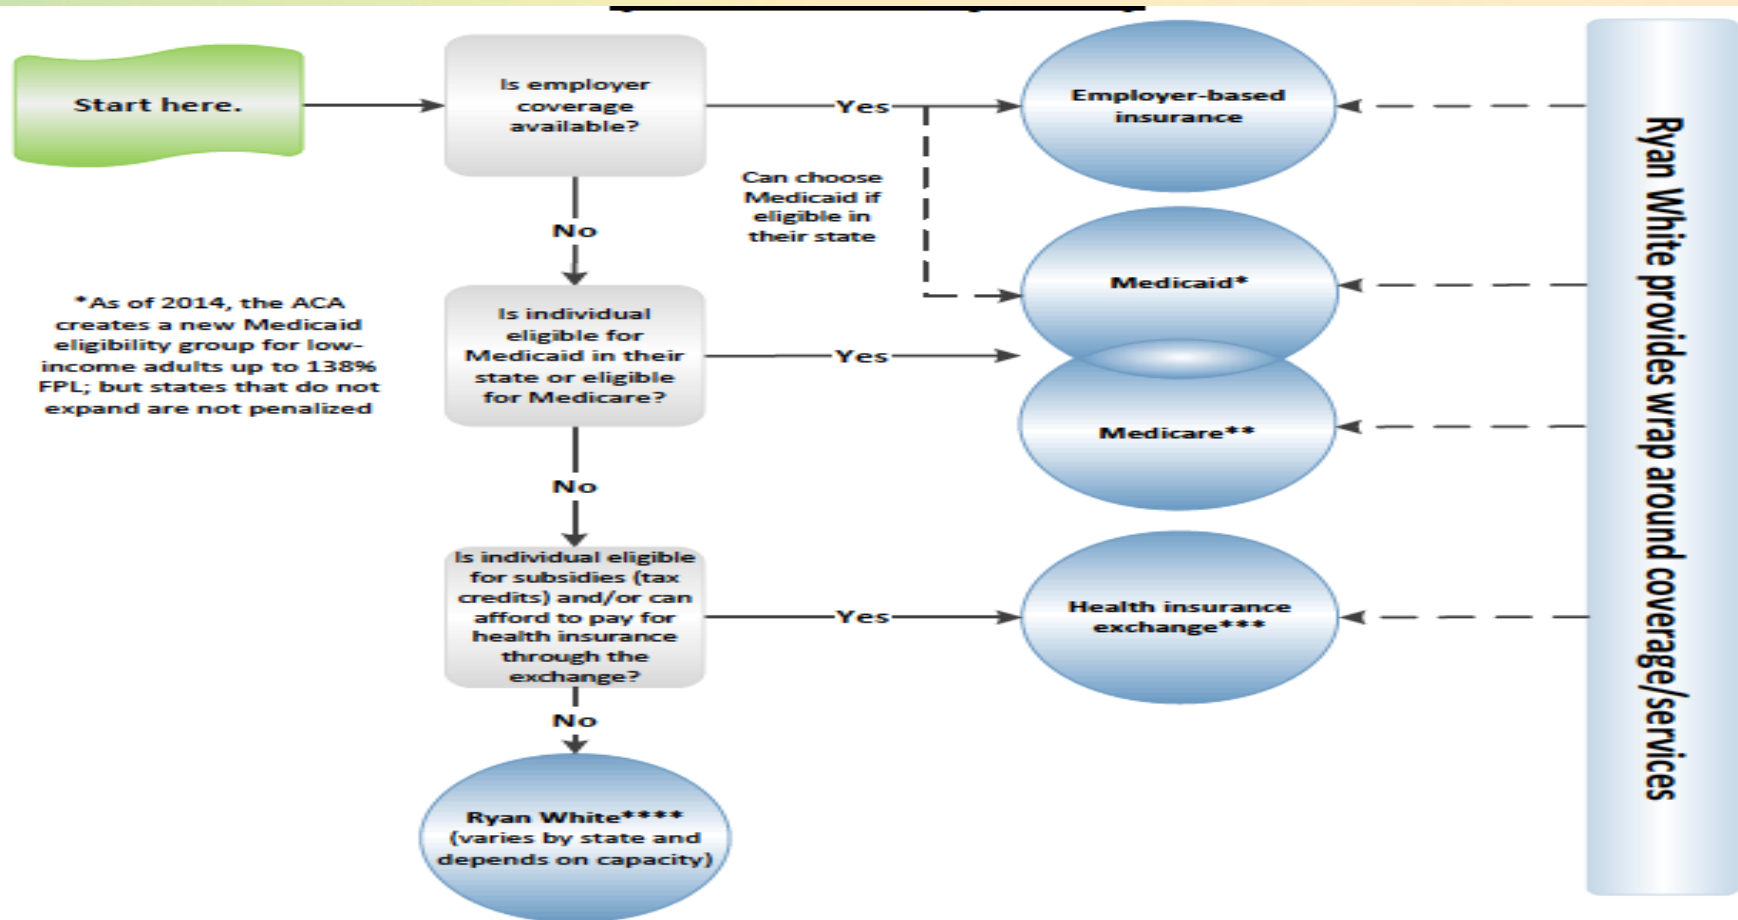 Start here.
Is employer
coverage
available?
Yes
Employer-based
insurance
Can choose
Medicaid if
eligible in
their state
No
Medicaid*
*As of 2014, the ACA
creates a new Medicaid
eligibility group for low-
income adults up to 138%
FPL; but states that do not
expand are not penalized
Is individual
eligible for
Medicaid in their
state or eligible
for Medicare?
Yes
Medicare**
No
Is individual eligible
for subsidies (tax
credits) and/or can
afford to pay for
health insurance
through the
exchange?
Yes
Health insurance
exchange***
No
Ryan White****
(varies by state and
depends on capacity)
Ryan White provides wrap around coverage/services